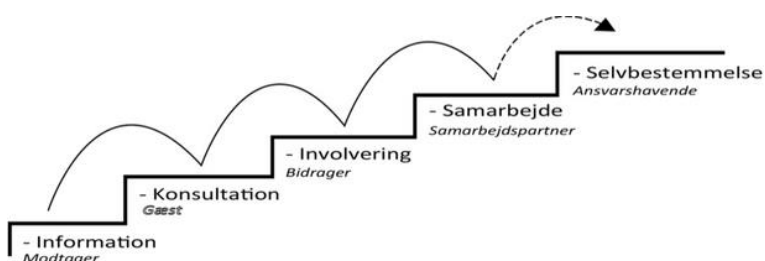 - Selvbestemmelse
Ansvarshavende
- Samarbejde
Samarbejdspartner
- Involvering
Bidrager
- Konsultation
Gæst
- Information
Modtager